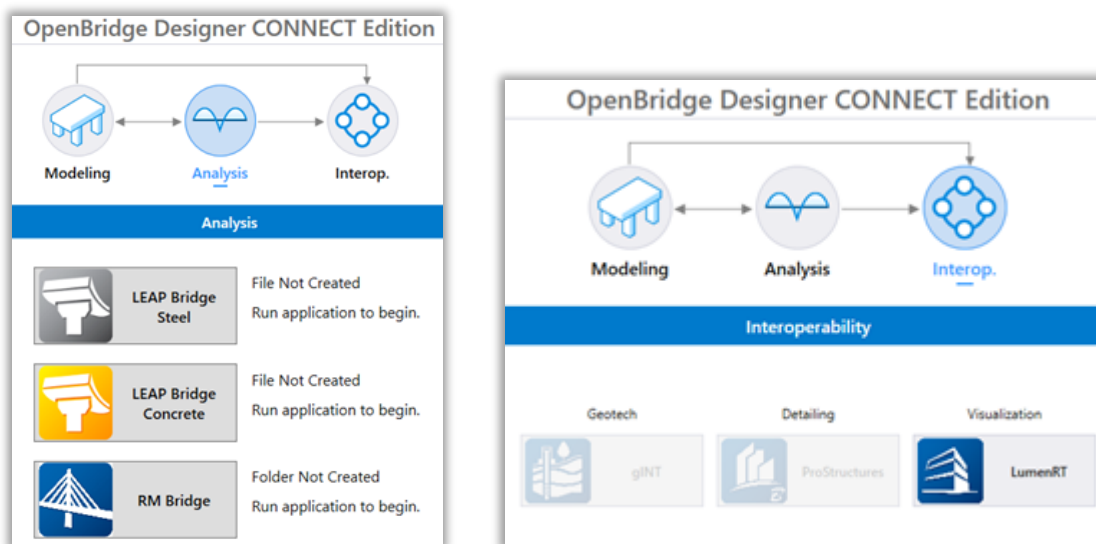 OpenBridge Designer CONNECT Edition
Modeling
Analysis
Interop.
Analysis
LEAP Bridge
Steel
File Not Created
Run application to begin.
LEAP Bridge
Concrete
File Not Created
Run application to begin.
RM Bridge
Folder Not Created
Run application to begin.
OpenBridge Designer CONNECT Edition
Modeling
Analysis
Interop.
Interoperability
Geotech
Detailing
Visualization
gINT
ProStructures
LumenRT